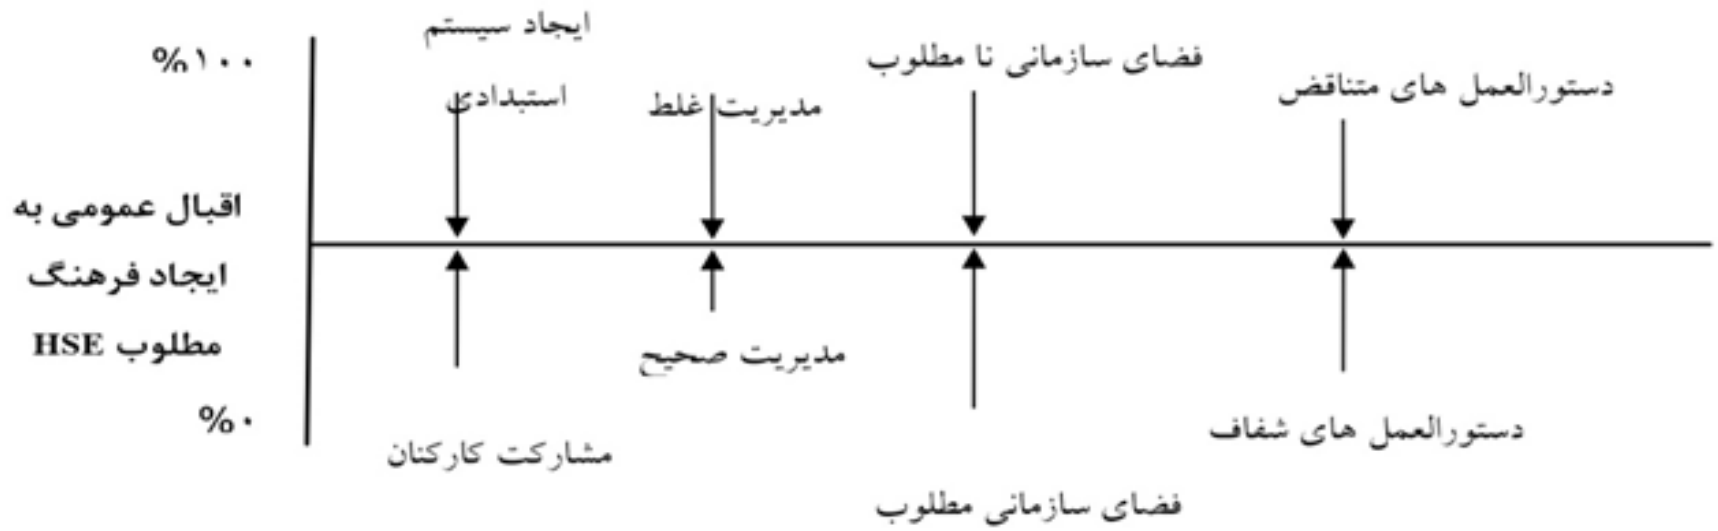 ایجاد سیستم
استبدادی
مدیریت غلط
فضای سازمانی نا مطلوب
دستورالعمل های متناقض
%۱۰۰
اقبال عمومی به
ایجاد فرهنگ
مطلوب HSE
%۰
مشارکت کارکنان
مدیریت صحیح
فضای سازمانی مطلوب
دستورالعمل های شفاف